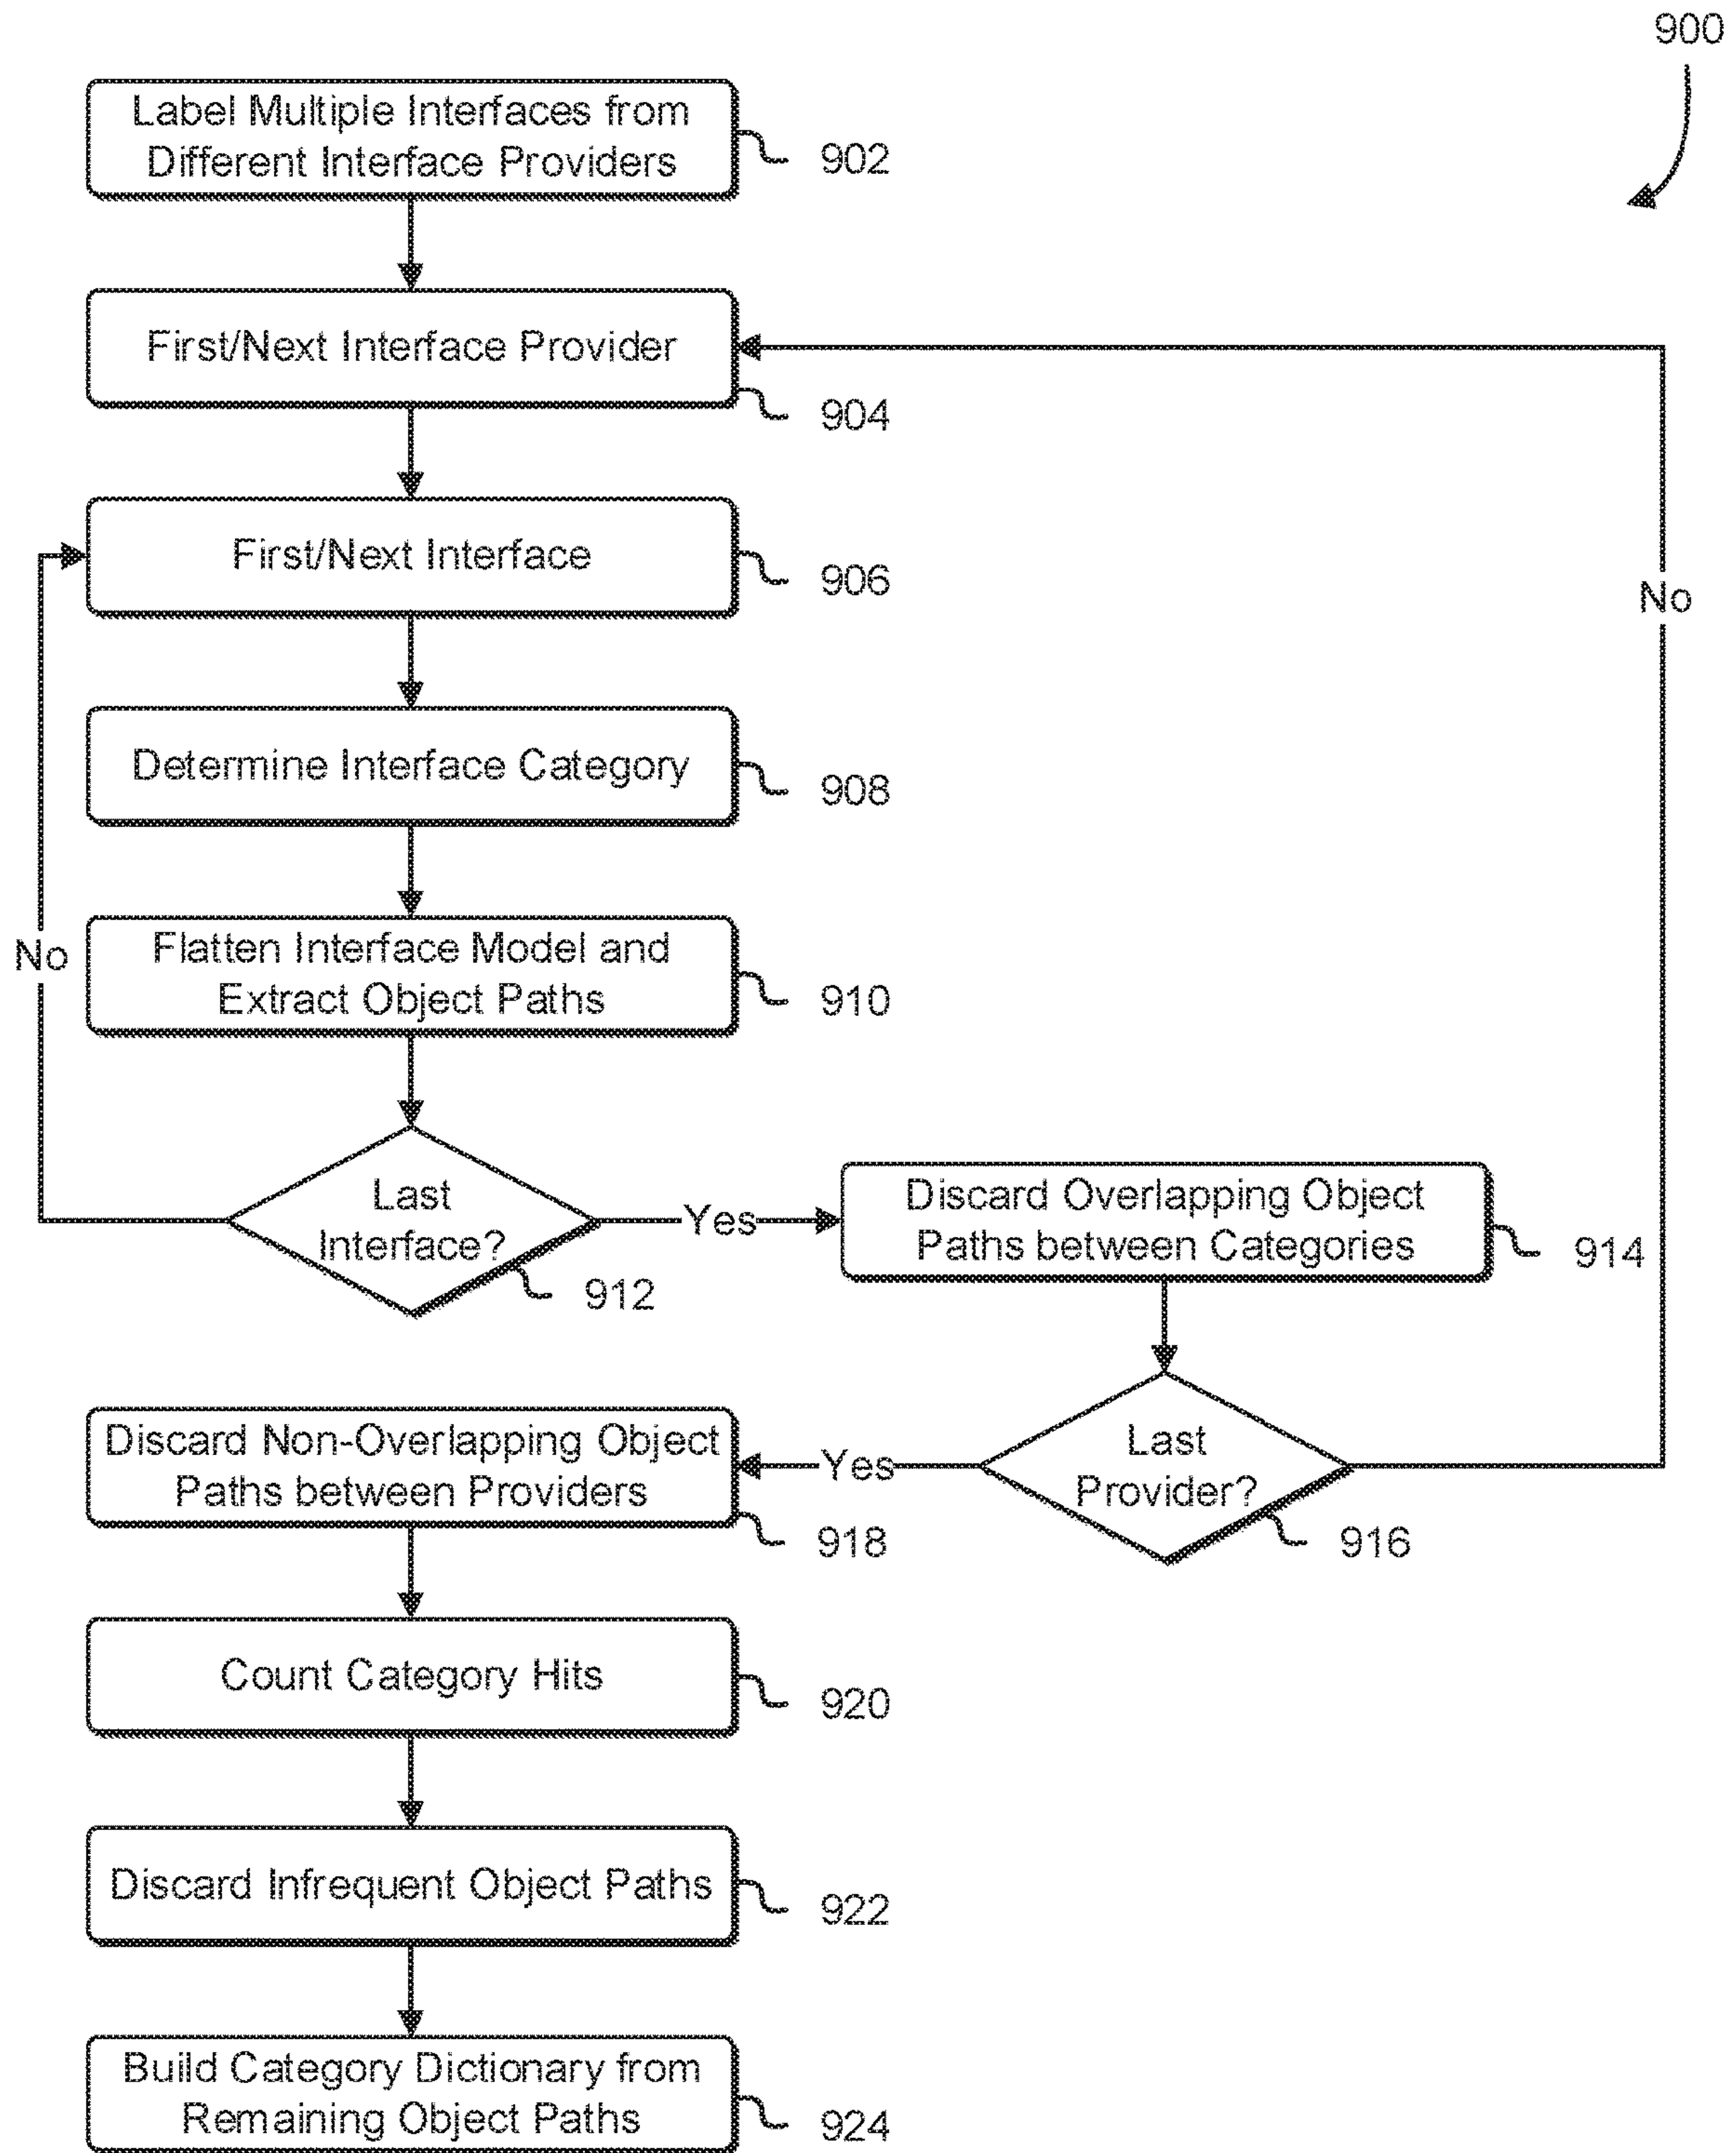 900
Label Multiple Interfaces from
Different Interface Providers
902
First/Next Interface Provider
904
First/Next Interface
906
No
Determine Interface Category
908
Flatten Interface Model and
Extract Object Paths
910
No
Last
Interface?
912
Yes
Discard Overlapping Object
Paths between Categories
914
Last
Provider?
916
Yes
Discard Non-Overlapping Object
Paths between Providers
918
Count Category Hits
920
Discard Infrequent Object Paths
922
Build Category Dictionary from
Remaining Object Paths
924